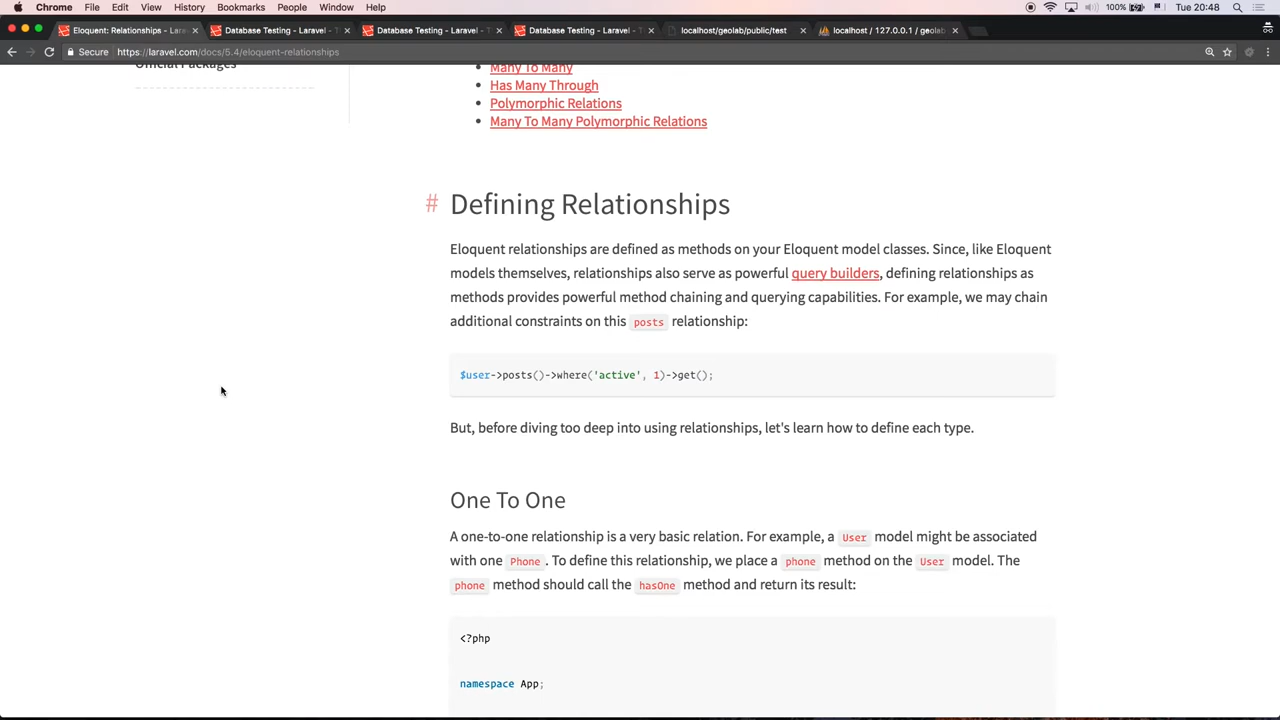 Chrome File Edit View History Bookmarks People Window Help 100% Tue 20:48
Eloquent: Relationships - Lara Database Testing - Laravel - T Database Testing - Laravel - T Database Testing - Laravel - T localhost/geolab/public/test localhost / 127.0.0.1 / geolab
Secure https://laravel.com/docs/5.4/eloquent-relationships
Official Packages
Many To Many
Has Many Through
Polymorphic Relations
Many To Many Polymorphic Relations
# Defining Relationships
Eloquent relationships are defined as methods on your Eloquent model classes. Since, like Eloquent
models themselves, relationships also serve as powerful query builders, defining relationships as
methods provides powerful method chaining and querying capabilities. For example, we may chain
additional constraints on this posts relationship:
$user->posts()->where('active', 1)->get();
But, before diving too deep into using relationships, let's learn how to define each type.
One To One
A one-to-one relationship is a very basic relation. For example, a User model might be associated
with one Phone . To define this relationship, we place a phone method on the User model. The
phone method should call the hasOne method and return its result:
<?php
namespace App;